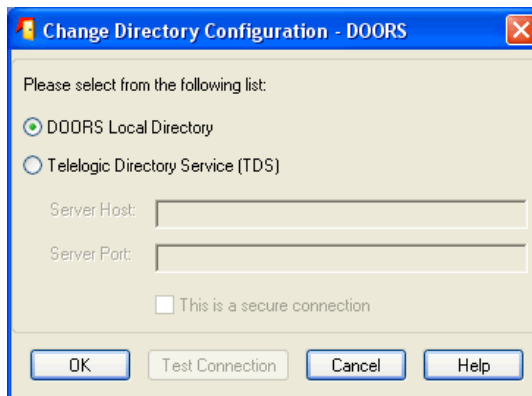 Change Directory Configuration - DOORS
Please select from the following list:
DOORS Local Directory
Telelogic Directory Service (TDS)
Server Host:
Server Port:
This is a secure connection
OK Test Connection Cancel Help